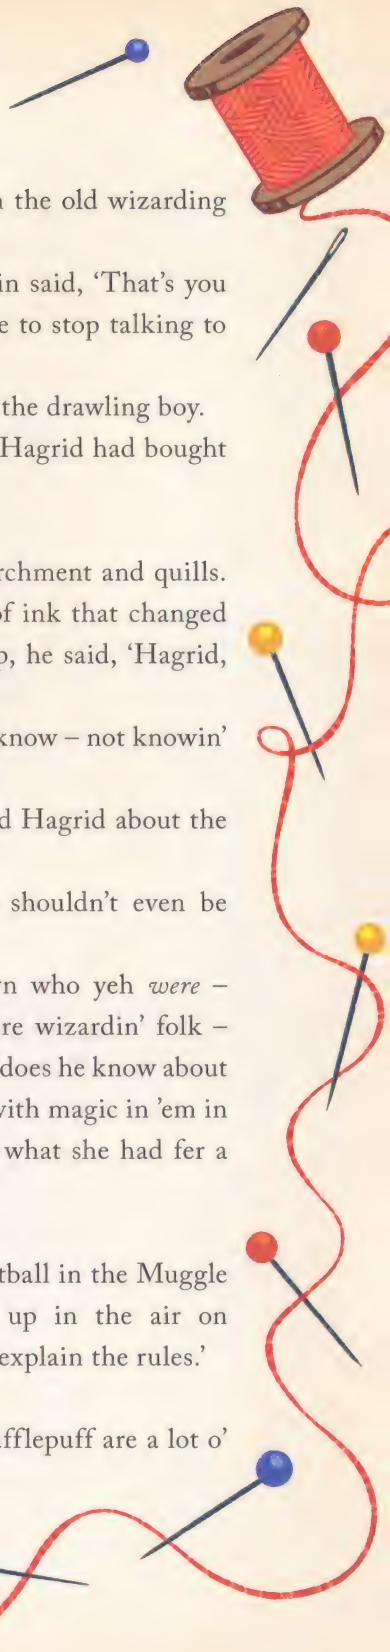 the old wizarding
in said, ‘That’s you
e to stop talking to
the drawling boy.
Hagrid had bought
rchment and quills.
of ink that changed
p, he said, ‘Hagrid,
know – not knowin’
d Hagrid about the
shouldn’t even be
n who yeh were –
re wizardin’ folk –
does he know about
with magic in ’em in
what she had fer a
tball in the Muggle
up in the air on
explain the rules.’
fflepuff are a lot o’